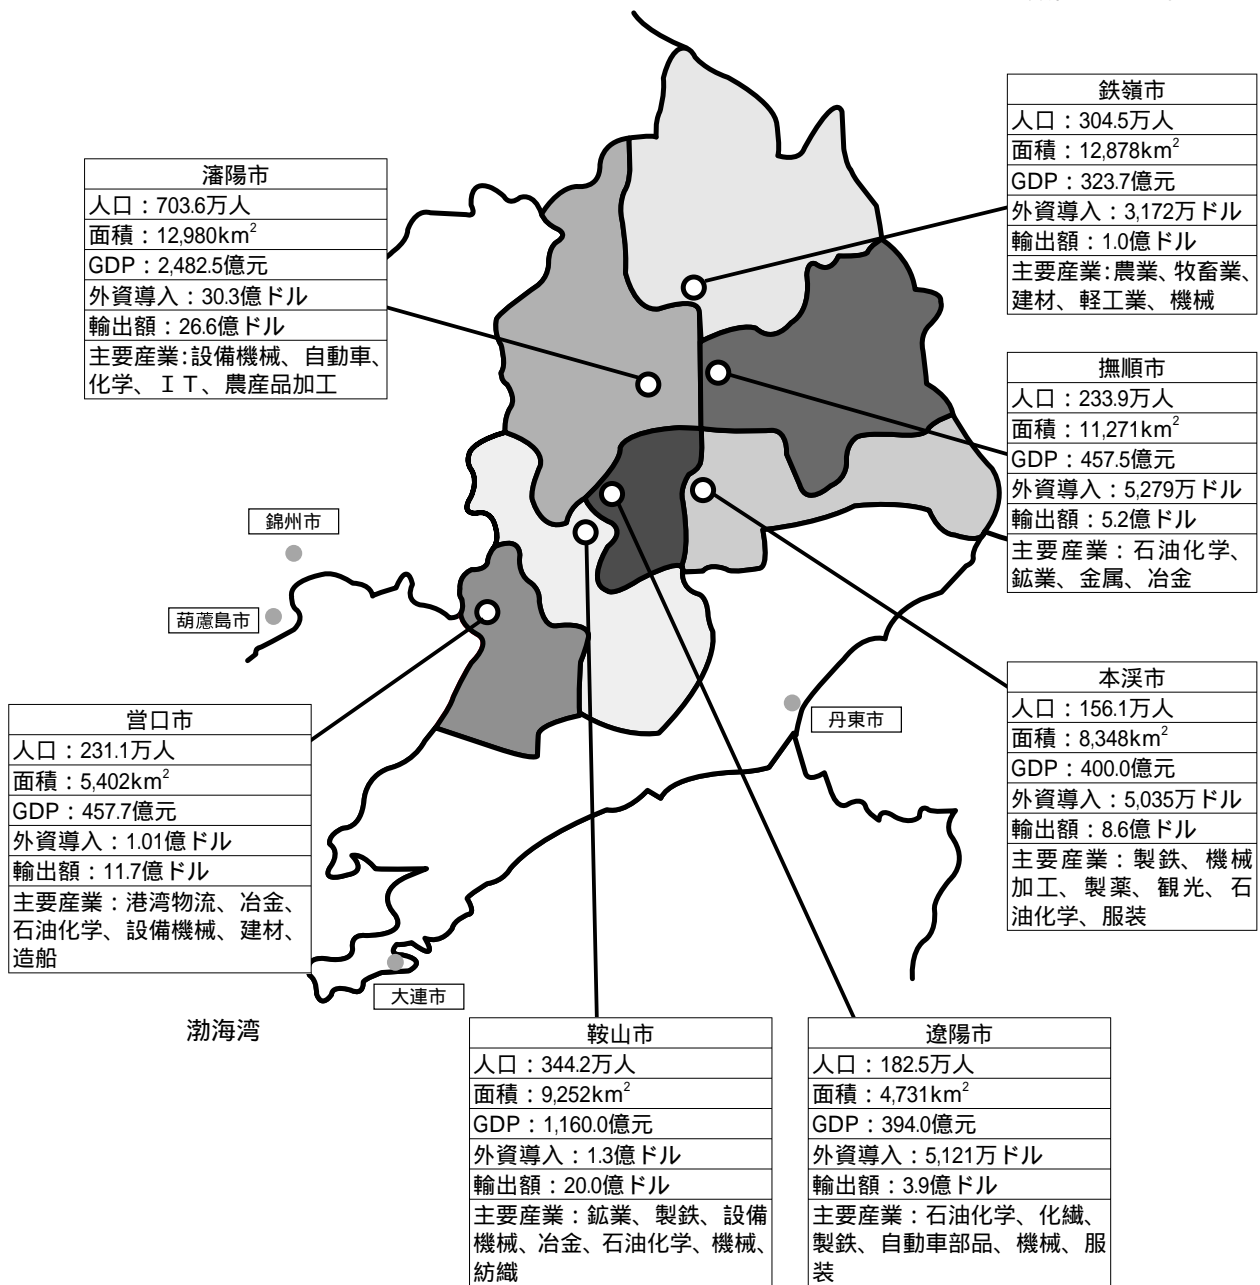 鉄嶺市
人口：304.5万人
面積：12,878km²
GDP：323.7億元
外資導入：3,172万ドル
輸出額：1.0億ドル
主要産業：農業、牧畜業、
建材、軽工業、機械
瀋陽市
人口：703.6万人
面積：12,980km²
GDP：2,482.5億元
外資導入：30.3億ドル
輸出額：26.6億ドル
主要産業：設備機械、自動車、
化学、ＩＴ、農産品加工
撫順市
人口：233.9万人
面積：11,271km²
GDP：457.5億元
外資導入：5,279万ドル
輸出額：5.2億ドル
主要産業：石油化学、
鉱業、金属、冶金
錦州市
葫蘆島市
本渓市
人口：156.1万人
面積：8,348km²
GDP：400.0億元
外資導入：5,035万ドル
輸出額：8.6億ドル
主要産業：製鉄、機械
加工、製薬、観光、石
油化学、服装
丹東市
営口市
人口：231.1万人
面積：5,402km²
GDP：457.7億元
外資導入：1.01億ドル
輸出額：11.7億ドル
主要産業：港湾物流、冶金、
石油化学、設備機械、建材、
造船
大連市
渤海湾
鞍山市
人口：344.2万人
面積：9,252km²
GDP：1,160.0億元
外資導入：1.3億ドル
輸出額：20.0億ドル
主要産業：鉱業、製鉄、設備
機械、冶金、石油化学、機械、
紡織
遼陽市
人口：182.5万人
面積：4,731km²
GDP：394.0億元
外資導入：5,121万ドル
輸出額：3.9億ドル
主要産業：石油化学、化繊、
製鉄、自動車部品、機械、服
装